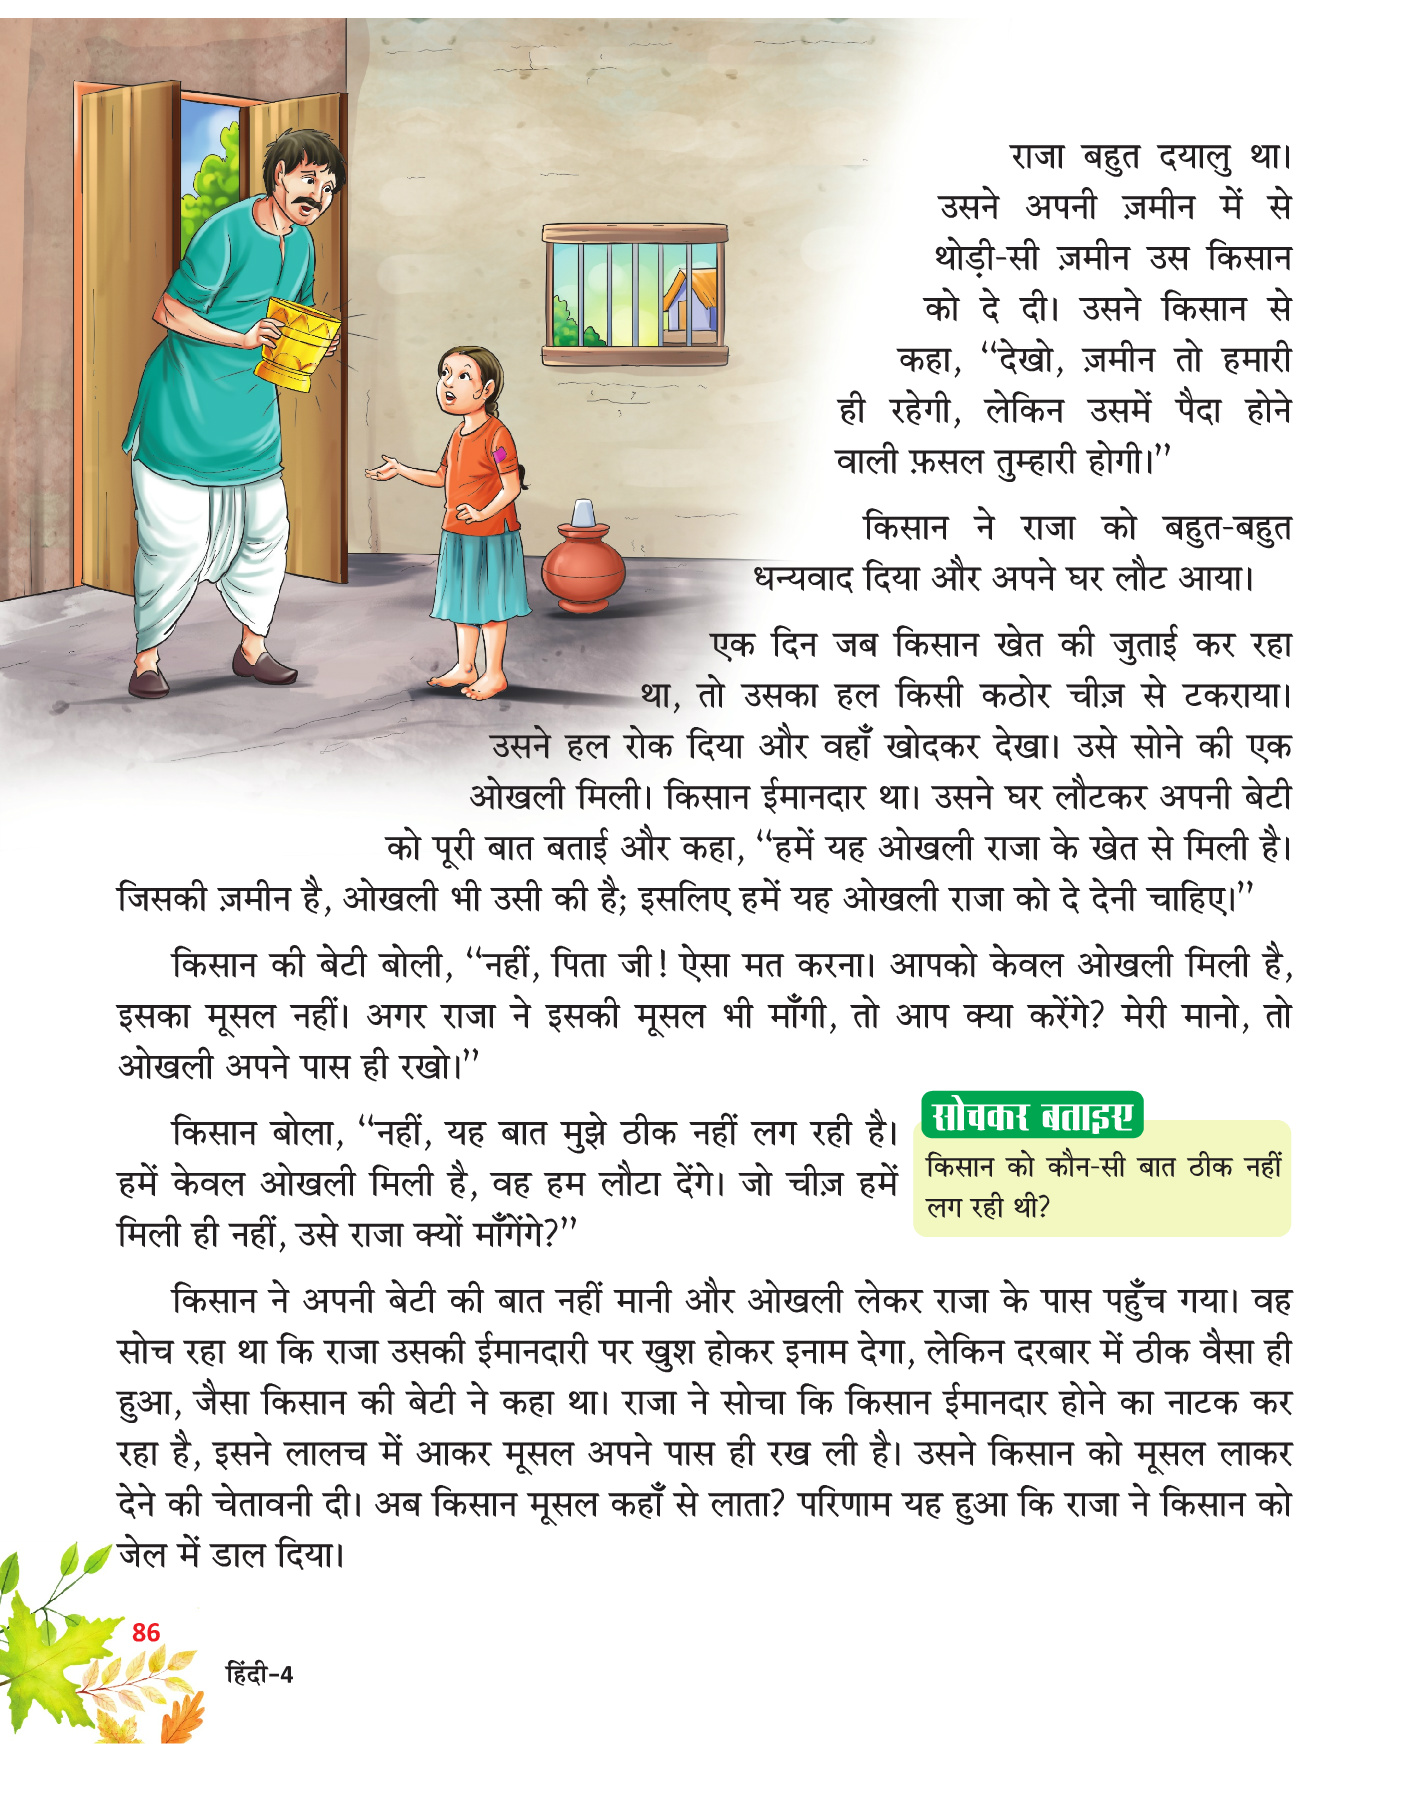 राजा बहुत दयालु था।
उसने अपनी ज़मीन में से
थोड़ी-सी ज़मीन उस किसान
को दे दी। उसने किसान से
कहा, “देखो, ज़मीन तो हमारी
ही रहेगी, लेकिन उसमें पैदा होने
वाली फ़सल तुम्हारी होगी।”
किसान ने राजा को बहुत-बहुत
धन्यवाद दिया और अपने घर लौट आया।
एक दिन जब किसान खेत की जुताई कर रहा
था, तो उसका हल किसी कठोर चीज़ से टकराया।
उसने हल रोक दिया और वहाँ खोदकर देखा। उसे सोने की एक
ओखली मिली। किसान ईमानदार था। उसने घर लौटकर अपनी बेटी
को पूरी बात बताई और कहा, “हमें यह ओखली राजा के खेत से मिली है।
जिसकी ज़मीन है, ओखली भी उसी की है; इसलिए हमें यह ओखली राजा को दे देनी चाहिए।”
किसान की बेटी बोली, “नहीं, पिता जी! ऐसा मत करना। आपको केवल ओखली मिली है,
इसका मूसल नहीं। अगर राजा ने इसकी मूसल भी माँगी, तो आप क्या करेंगे? मेरी मानो, तो
ओखली अपने पास ही रखो।”
किसान बोला, “नहीं, यह बात मुझे ठीक नहीं लग रही है।
हमें केवल ओखली मिली है, वह हम लौटा देंगे। जो चीज़ हमें
मिली ही नहीं, उसे राजा क्यों माँगेंगे?”
सोचकर बताइए
किसान को कौन-सी बात ठीक नहीं
लग रही थी?
किसान ने अपनी बेटी की बात नहीं मानी और ओखली लेकर राजा के पास पहुँच गया। वह
सोच रहा था कि राजा उसकी ईमानदारी पर खुश होकर इनाम देगा, लेकिन दरबार में ठीक वैसा ही
हुआ, जैसा किसान की बेटी ने कहा था। राजा ने सोचा कि किसान ईमानदार होने का नाटक कर
रहा है, इसने लालच में आकर मूसल अपने पास ही रख ली है। उसने किसान को मूसल लाकर
देने की चेतावनी दी। अब किसान मूसल कहाँ से लाता? परिणाम यह हुआ कि राजा ने किसान को
जेल में डाल दिया।
86
हिंदी-4